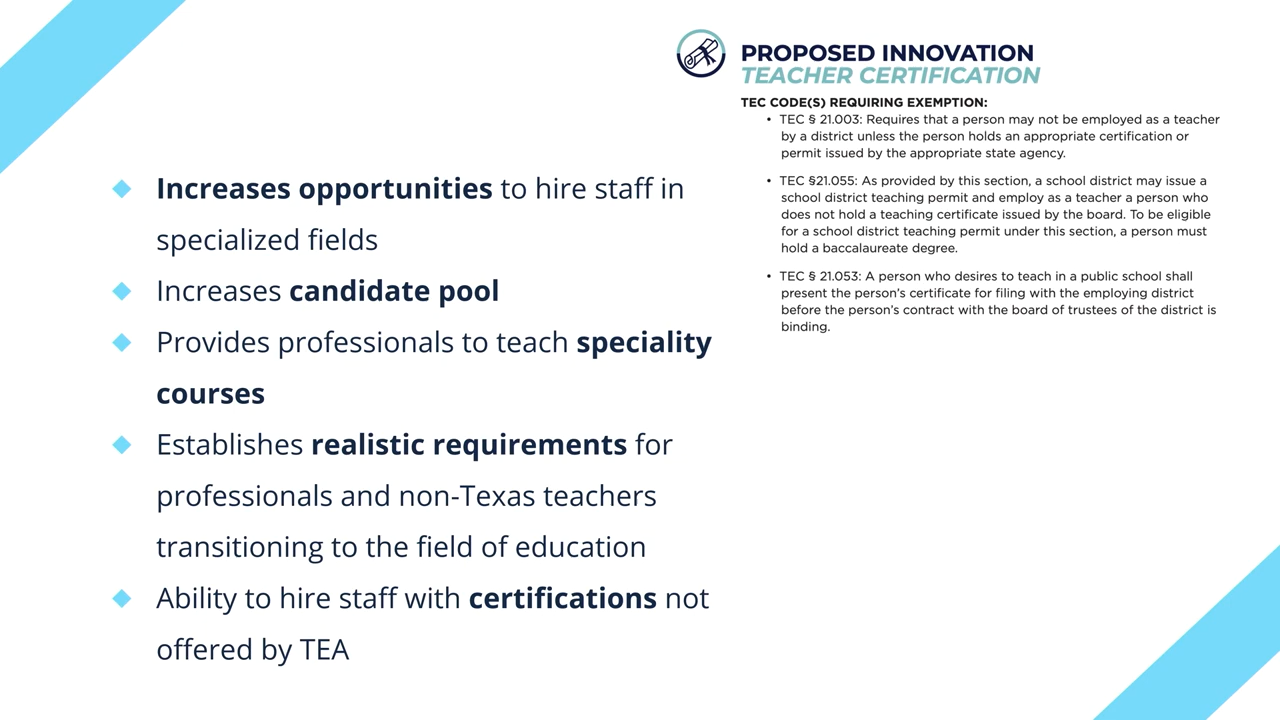 PROPOSED INNOVATION
TEACHER CERTIFICATION
TEC CODE(S) REQUIRING EXEMPTION:
• TEC § 21.003: Requires that a person may not be employed as a teacher
by a district unless the person holds an appropriate certification or
permit issued by the appropriate state agency.
• TEC §21.055: As provided by this section, a school district may issue a
school district teaching permit and employ as a teacher a person who
does not hold a teaching certificate issued by the board. To be eligible
for a school district teaching permit under this section, a person must
hold a baccalaureate degree.
• TEC § 21.053: A person who desires to teach in a public school shall
present the person's certificate for filing with the employing district
before the person's contract with the board of trustees of the district is
binding.
Increases opportunities to hire staff in
specialized fields
Increases candidate pool
Provides professionals to teach speciality
courses
Establishes realistic requirements for
professionals and non-Texas teachers
transitioning to the field of education
Ability to hire staff with certifications not
offered by TEA